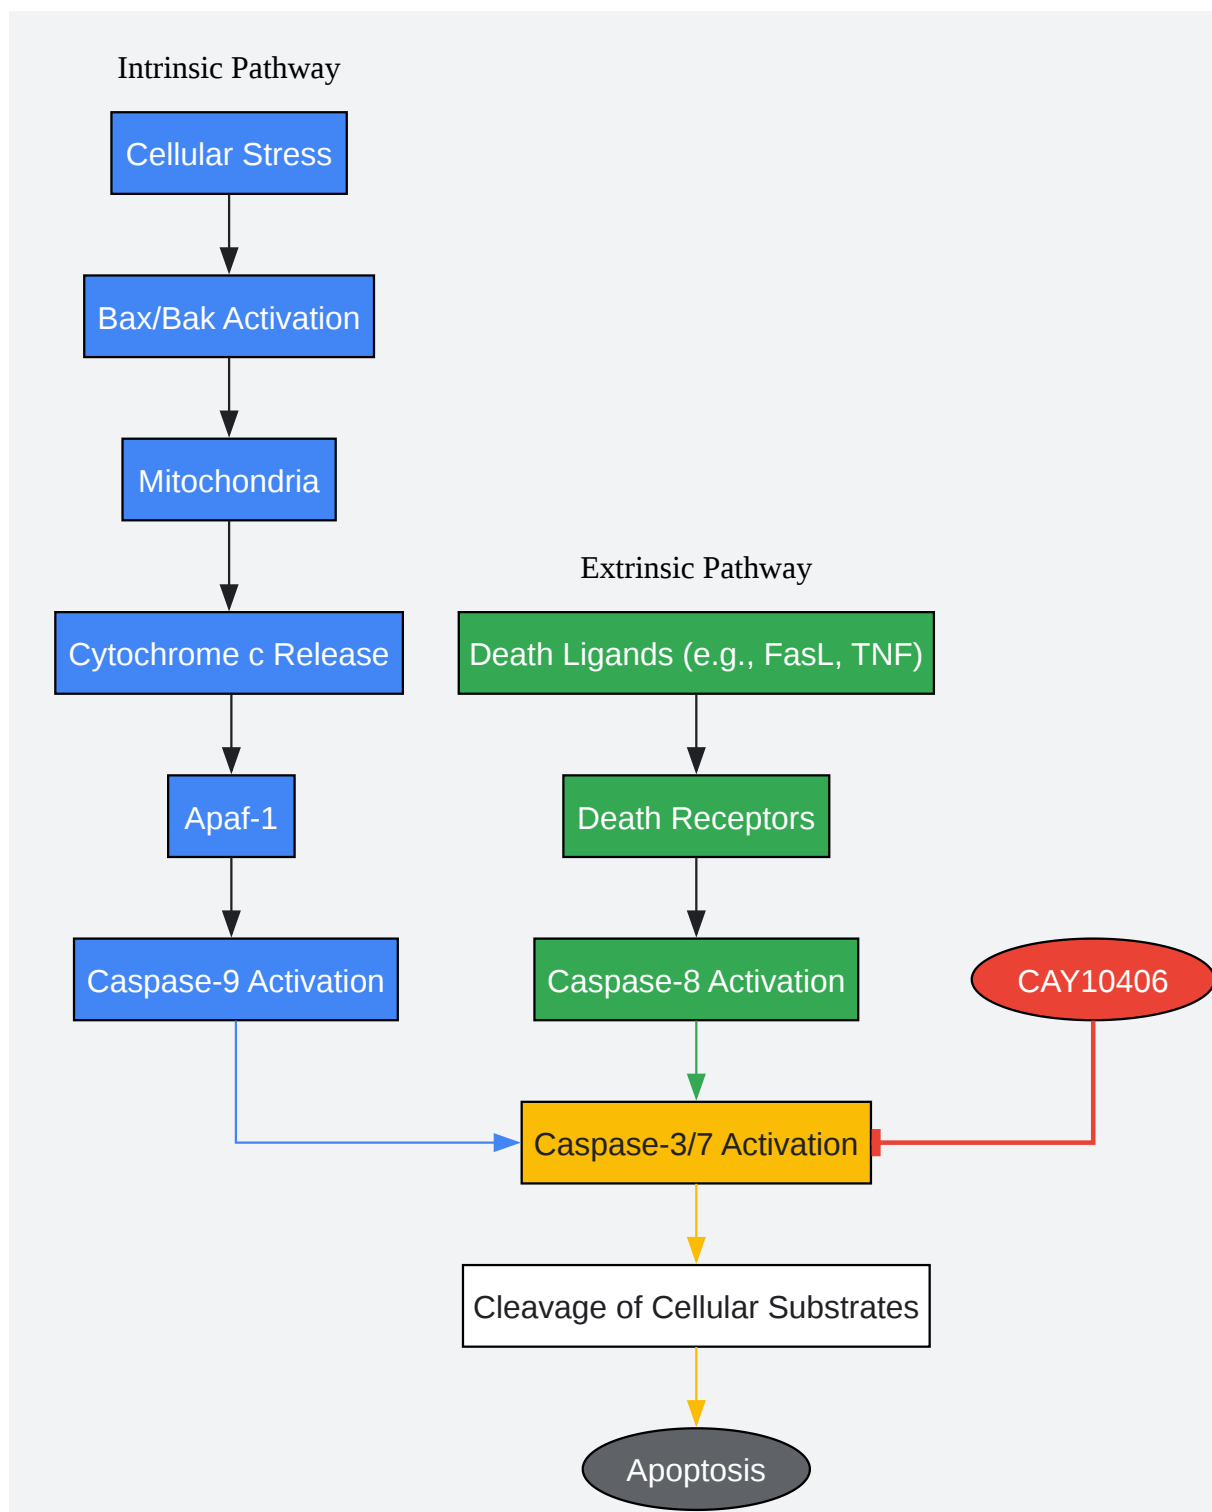 Intrinsic Pathway
Cellular Stress
Bax/Bak Activation
Mitochondria
Cytochrome c Release
Apaf-1
Caspase-9 Activation
Extrinsic Pathway
Death Ligands (e.g., FasL, TNF)
Death Receptors
Caspase-8 Activation
CAY10406
Caspase-3/7 Activation
Cleavage of Cellular Substrates
Apoptosis